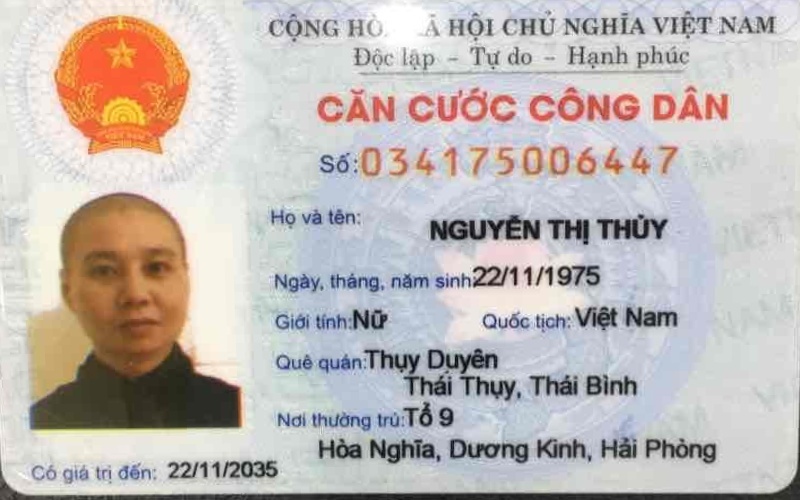 CỘNG HÒ XÃ HỘI CHỦ NGHĨA VIỆT NAM
Độc lập - Tự do - Hạnh phúc
CĂN CƯỚC CÔNG DÂN
Số: 034175006447
Họ và tên: NGUYỄN THỊ THỦY
Ngày, tháng, năm sinh: 22/11/1975
Giới tính: Nữ Quốc tịch: Việt Nam
Quê quán: Thụy Duyên
Thái Thụy, Thái Bình
Nơi thường trú: Tổ 9
Hòa Nghĩa, Dương Kinh, Hải Phòng
Có giá trị đến: 22/11/2035